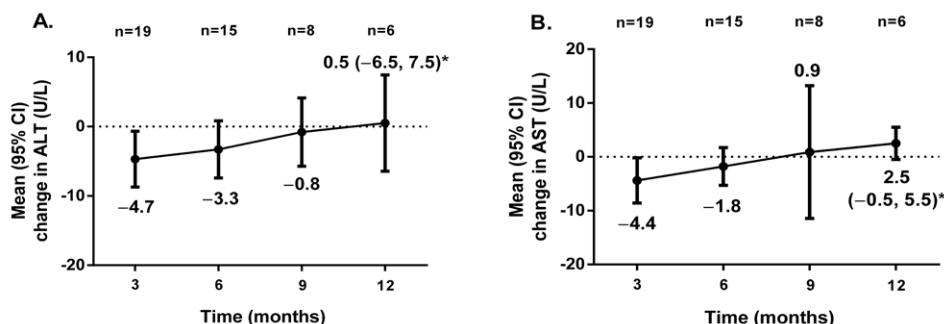 A.
n=19 n=15 n=8 n=6
Mean (95% CI)
change in ALT (U/L)
10
0
-10
-20
0.5 (−6.5, 7.5)*
−4.7
−3.3
−0.8
3 6 9 12
Time (months)
B.
n=19 n=15 n=8 n=6
Mean (95% CI)
change in AST (U/L)
20
10
0
-10
-20
0.9
−4.4
−1.8
2.5
(−0.5, 5.5)*
3 6 9 12
Time (months)